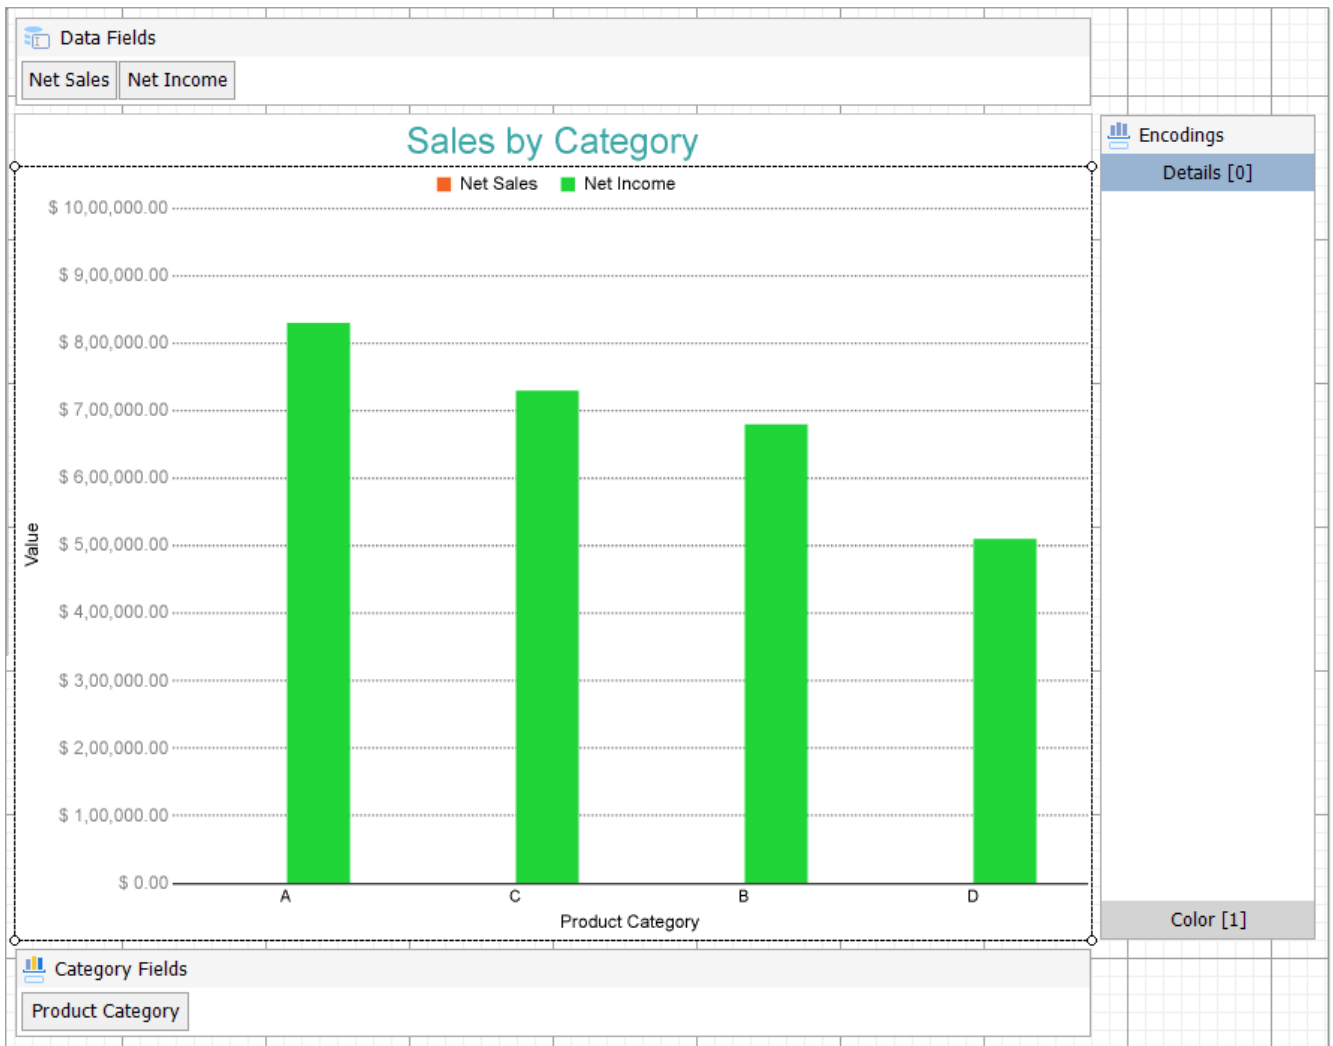 Data Fields
Net Sales Net Income
Sales by Category
Encodings
Details [0]
Net Sales Net Income
$ 10,00,000.00
$ 9,00,000.00
$ 8,00,000.00
$ 7,00,000.00
$ 6,00,000.00
$ 5,00,000.00
$ 4,00,000.00
$ 3,00,000.00
$ 2,00,000.00
$ 1,00,000.00
$ 0.00
Value
A C B D
Product Category
Color [1]
Category Fields
Product Category